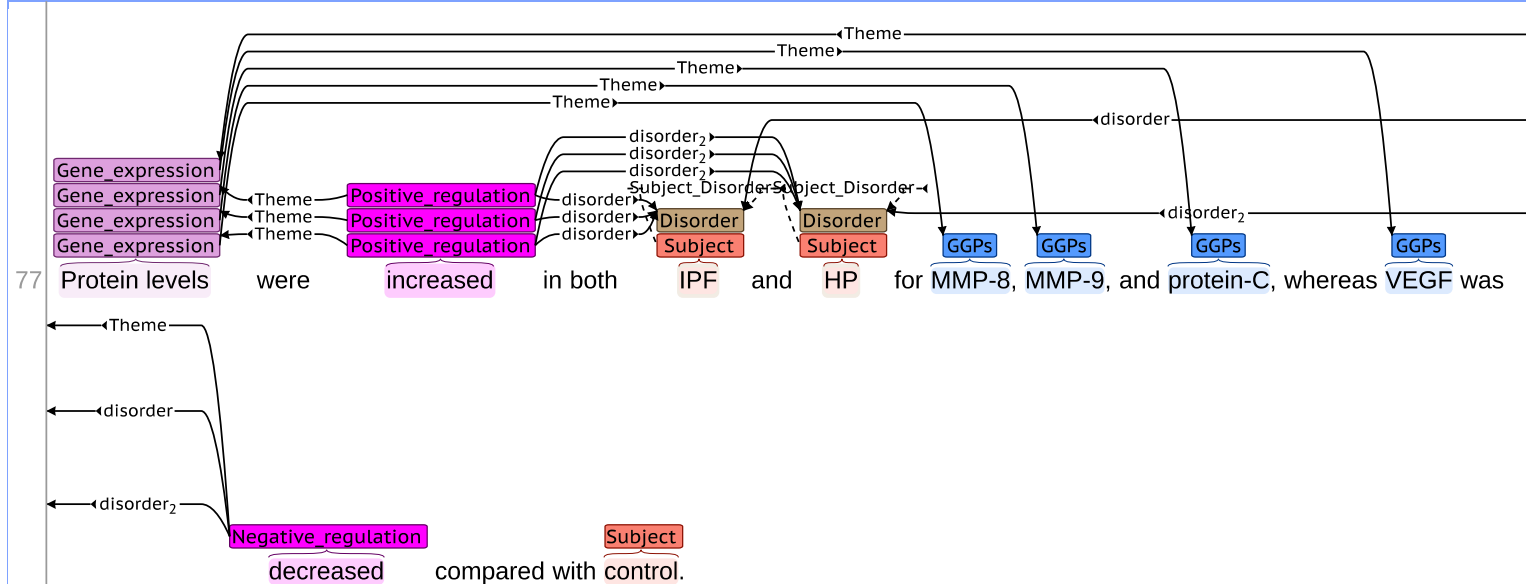 Theme
Theme
Theme
Theme
Theme
disorder
disorder2
disorder2
disorder2
Gene_expression
Gene_expression Theme Positive_regulation disorder Subject_Disorder Subject_Disorder
Gene_expression Theme Positive_regulation disorder Disorder Disorder disorder2
Gene_expression Theme Positive_regulation disorder Subject Subject GGPs GGPs GGPs GGPs
77 Protein levels were increased in both IPF and HP for MMP-8, MMP-9, and protein-C, whereas VEGF was
Theme
disorder
disorder2
Negative_regulation Subject
decreased compared with control.